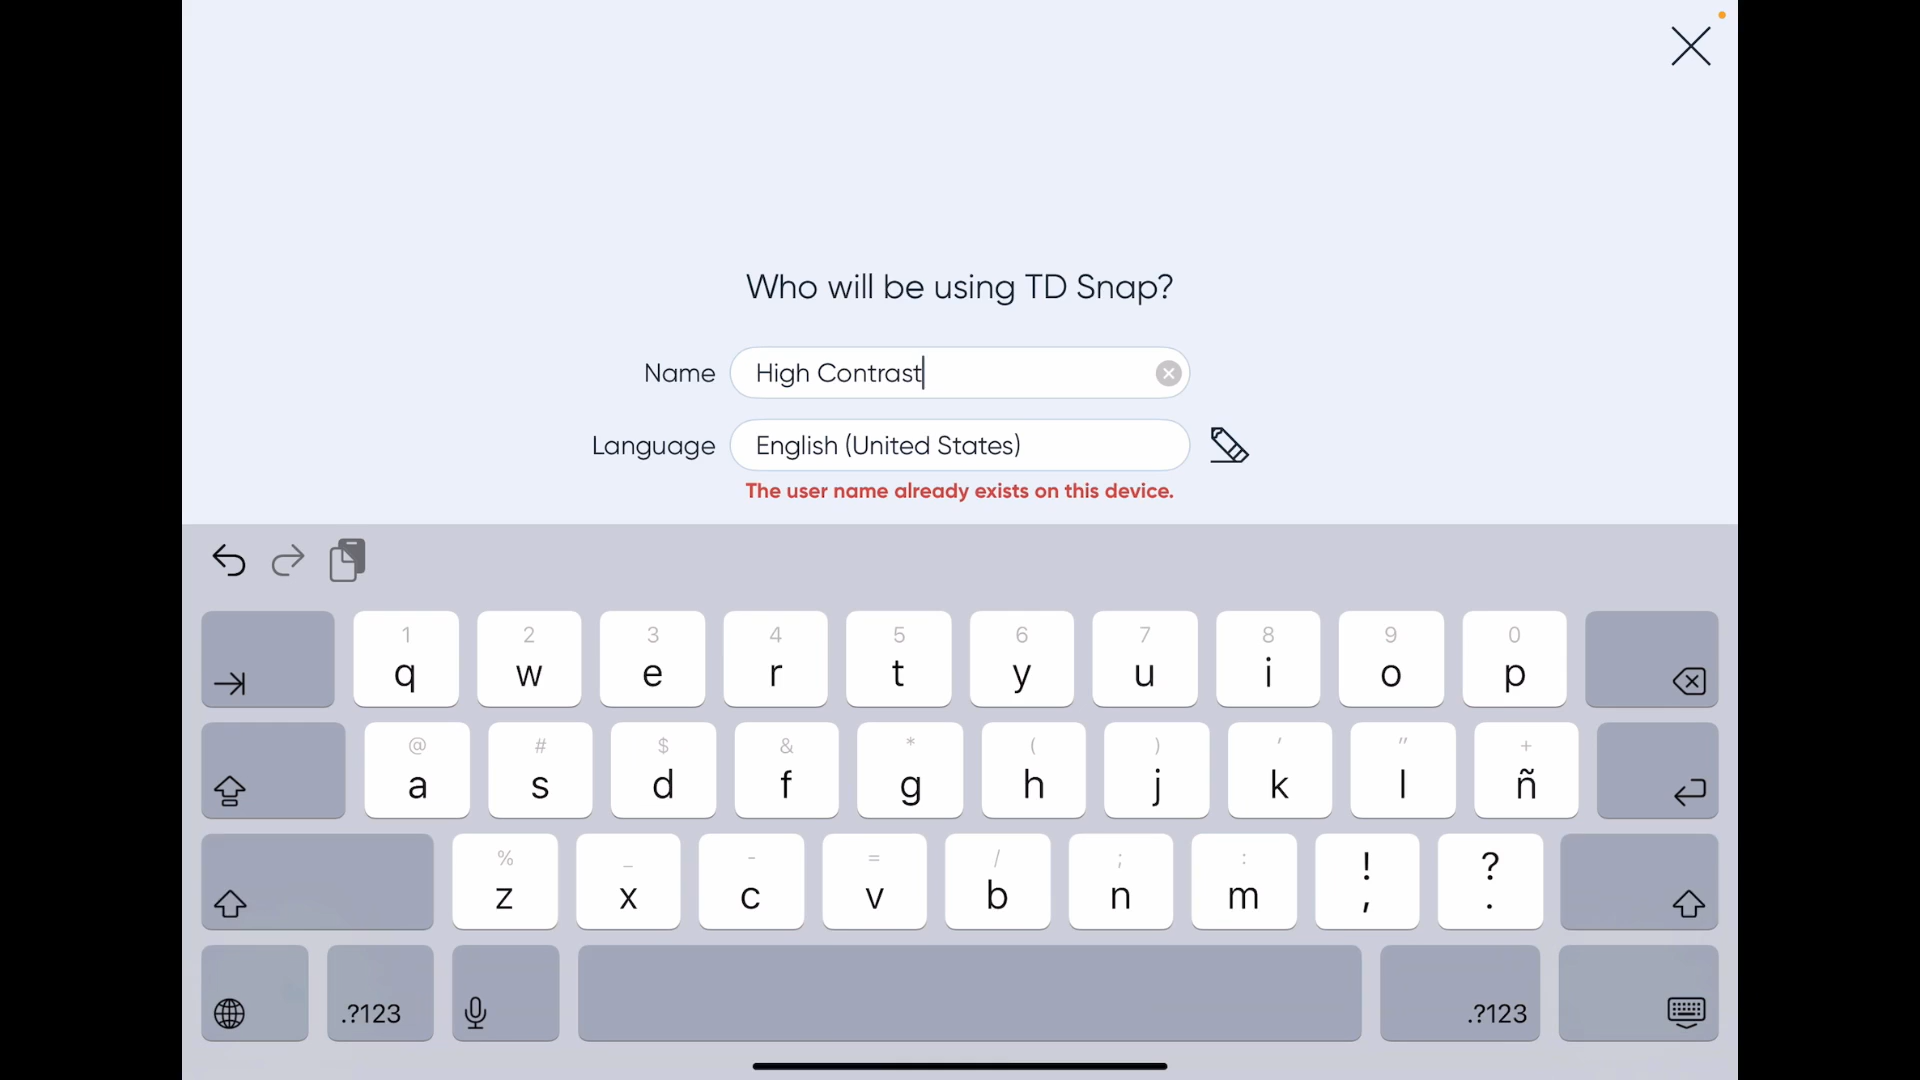 Who will be using TD Snap?
Name High Contrast
Language English (United States)
The user name already exists on this device.
1 2 3 4 5 6 7 8 9 0
q w e r t y u i o p
@ # $ & * ( ) ' " +
a s d f g h j k l ñ
% _ - = / ; : ! ?
z x c v b n m , .
.?123 .?123